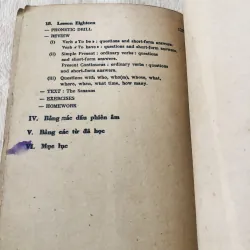 18. Lesson Eighteen
— PHONETIC DRILL
— REVIEW
(i) Verb « To be » : questions and short-form answers.
Verb « To have » : questions and short-form answers.
(ii) Simple Present : ordinary verbs : questions and short-form answers.
Present Continuous : ordinary verbs : questions and short-form answers.
(iii) Questions with who, who(m), whose, what,
where, when, what time, how many.
— TEXT : The Seasons
— EXERCISES
— HOMEWORK
IV. Bảng các dấu phiên âm
V. Bảng các từ đã học
VI. Mục lục